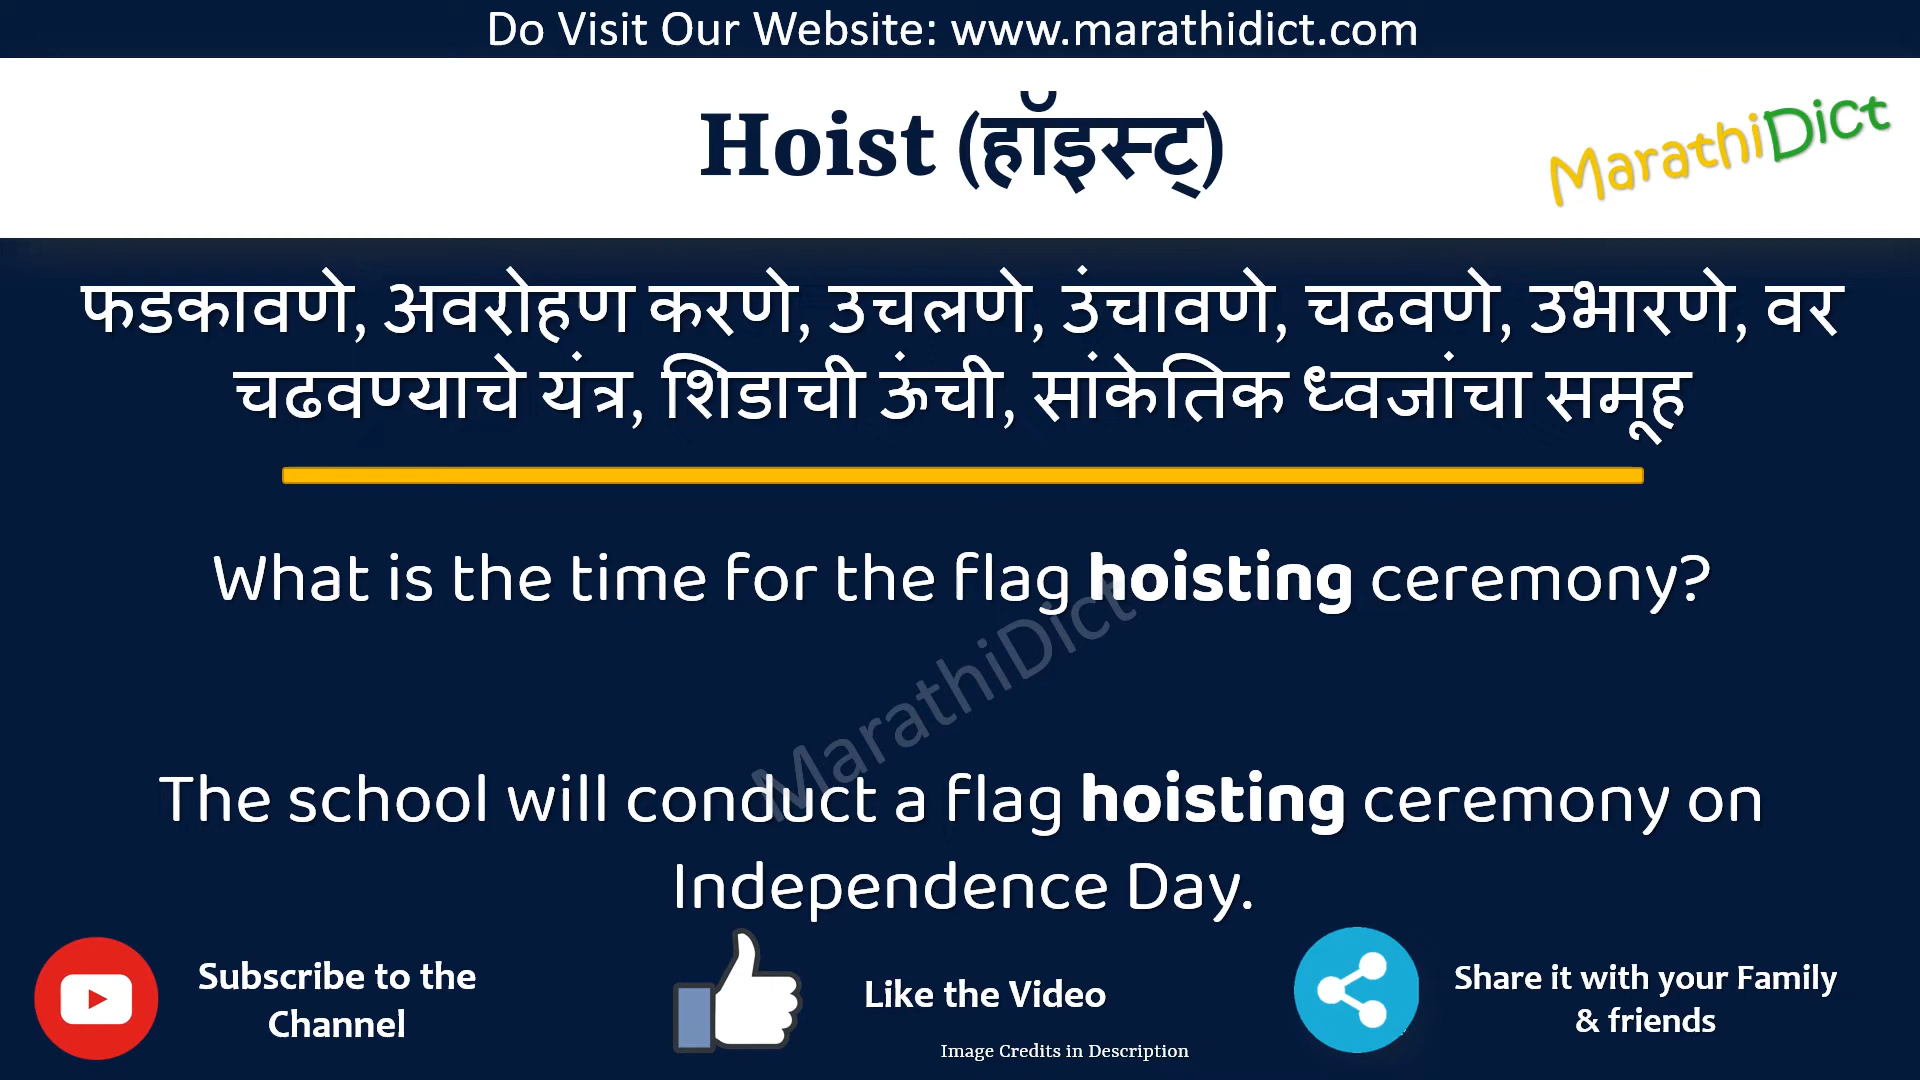 Do Visit Our Website: www.marathidict.com
Hoist (हॉइस्ट्)
MarathiDict
फडकावणे, अवरोहण करणे, उचलणे, उंचावणे, चढवणे, उभारणे, वर
चढवण्याचे यंत्र, शिडाची ऊंची, सांकेतिक ध्वजांचा समूह
What is the time for the flag hoisting ceremony?
MarathiDict
The school will conduct a flag hoisting ceremony on
Independence Day.
Subscribe to the
Channel
Like the Video
Share it with your Family
& friends
Image Credits in Description